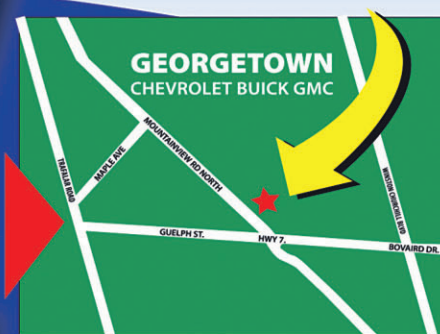 GEORGETOWN
CHEVROLET BUICK GMC
TRAFALGAR ROAD
MAPLE AVE
MOUNTAINVIEW RD NORTH
WINSTON CHURCHILL BLVD
GUELPH ST.
HWY 7.
BOVAIRD DR.